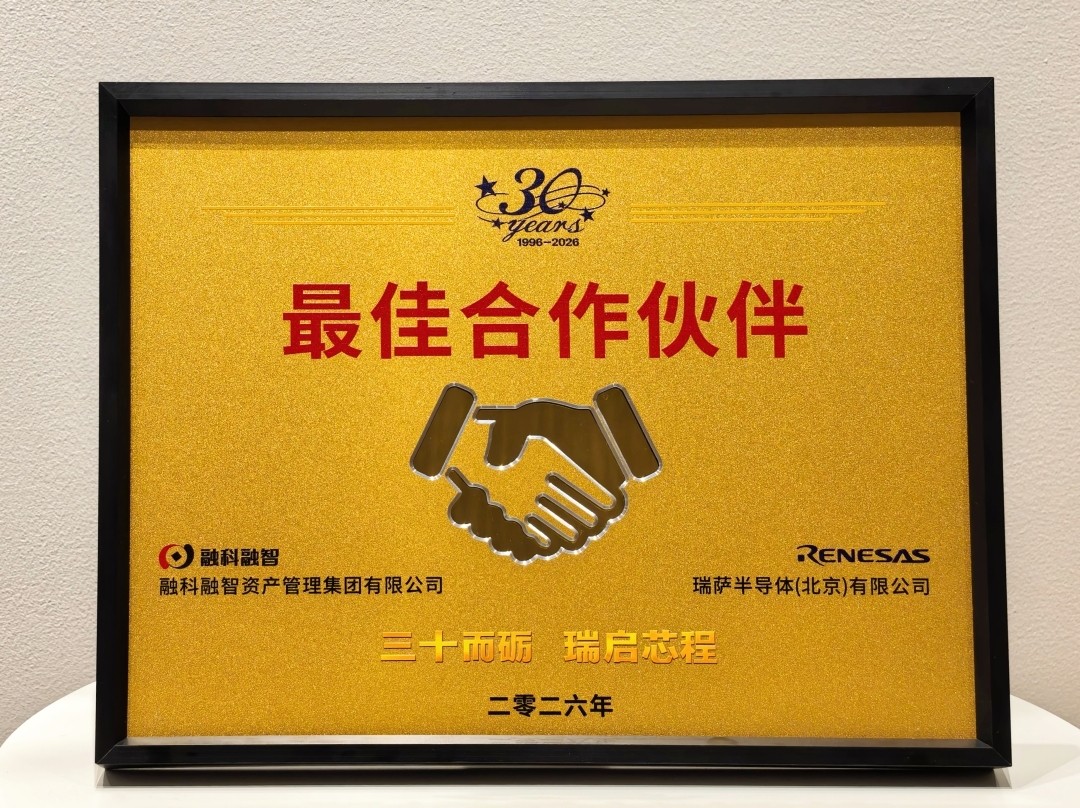 30
years
1996-2026
最佳合作伙伴
融科融智
融科融智资产管理集团有限公司
RENESAS
瑞萨半导体(北京)有限公司
三十而砺 瑞启芯程
二零二六年